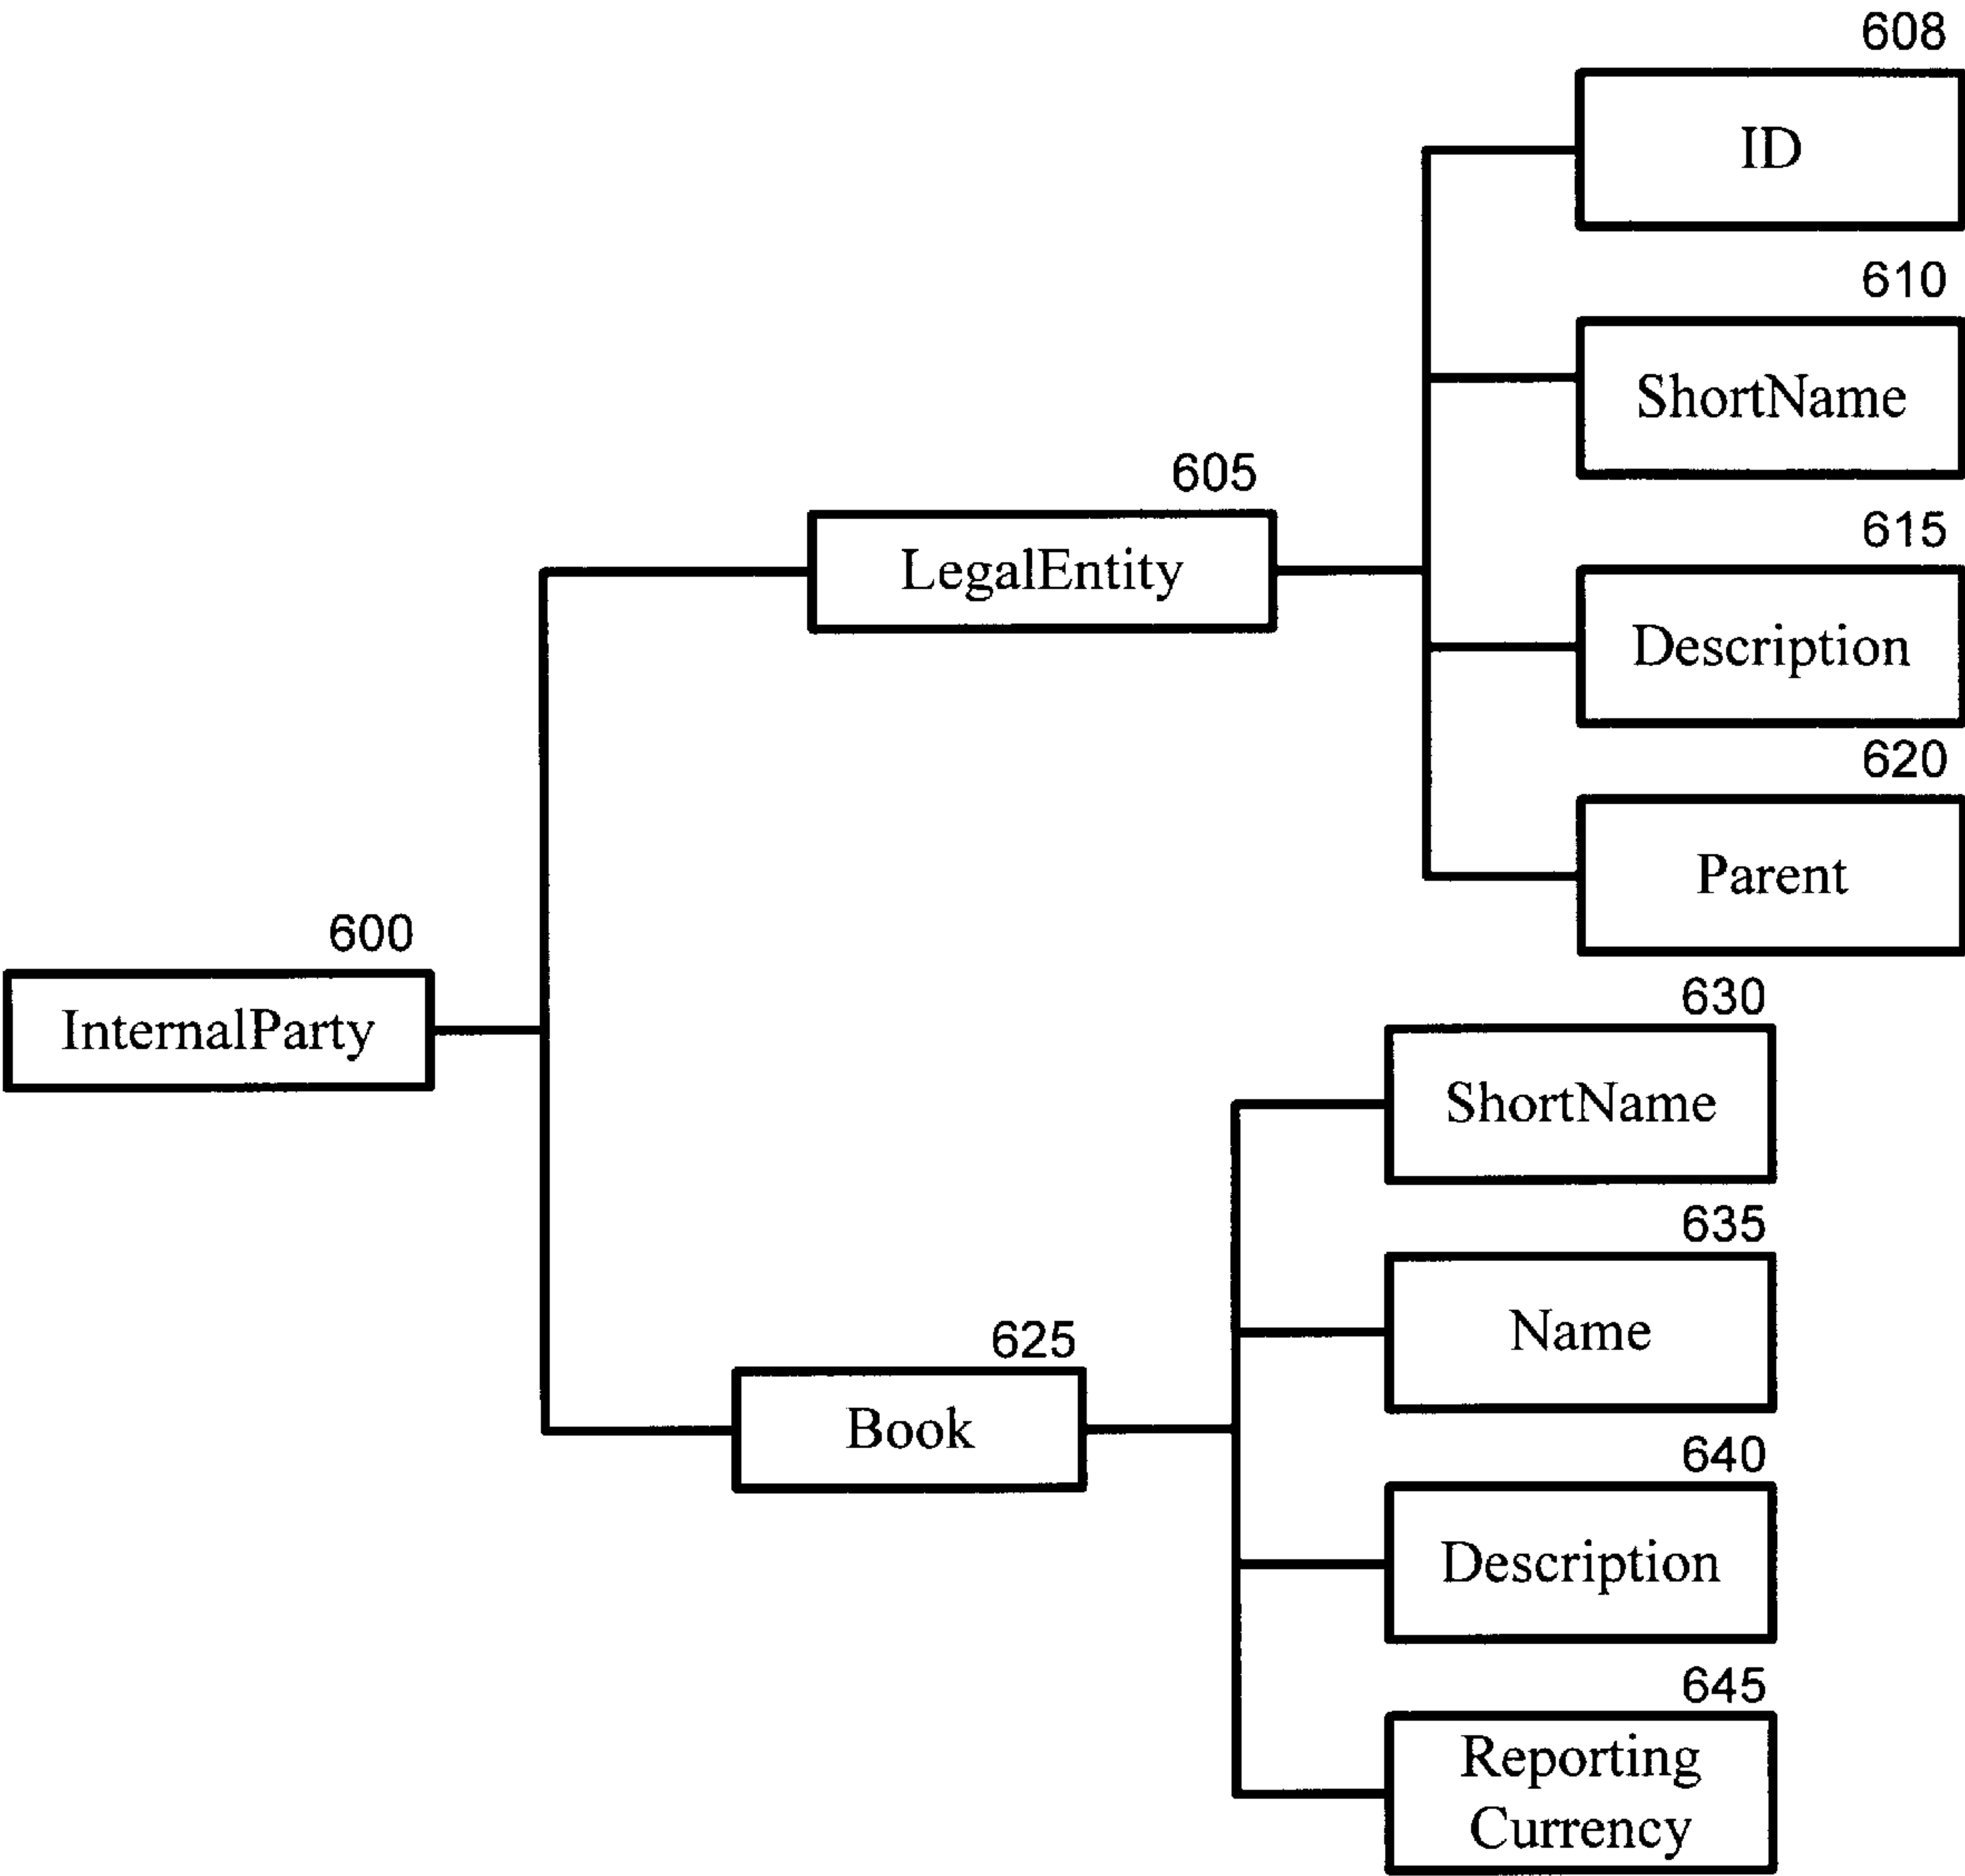 608
ID
610
ShortName
605
LegalEntity
615
Description
620
Parent
600
InternalParty
630
ShortName
635
Name
625
Book
640
Description
645
Reporting
Currency